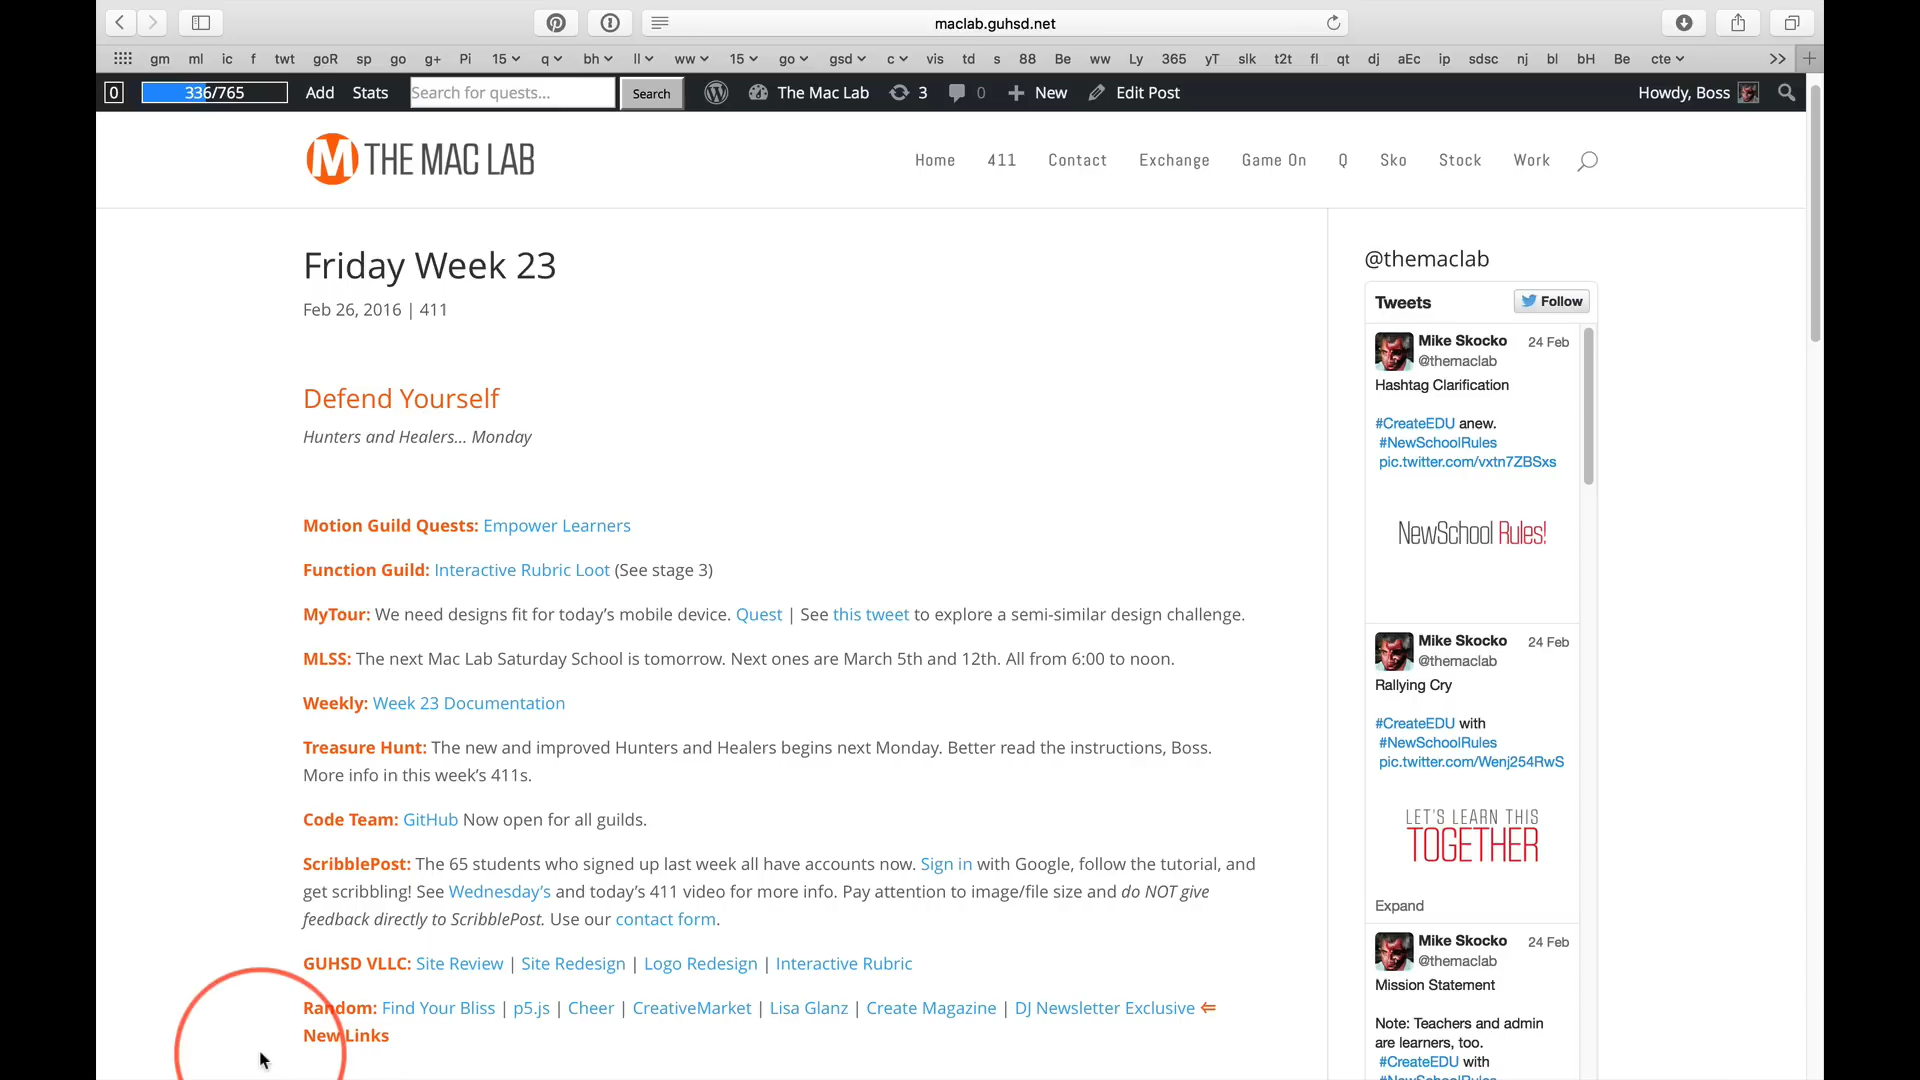 maclab.guhsd.net
gm ml ic f twt goR sp go g+ Pi 15 q bh ll ww 15 go gsd c vis td s 88 Be ww Ly 365 yT slk t2t fl qt dj aEc ip sdsc nj bl bH Be cte
0 336/765 Add Stats Search for quests... Search The Mac Lab 3 0 New Edit Post Howdy, Boss
M THE MAC LAB
Home 411 Contact Exchange Game On Q Sko Stock Work
Friday Week 23
Feb 26, 2016 | 411
Defend Yourself
Hunters and Healers... Monday
Motion Guild Quests: Empower Learners
Function Guild: Interactive Rubric Loot (See stage 3)
MyTour: We need designs fit for today's mobile device. Quest | See this tweet to explore a semi-similar design challenge.
MLSS: The next Mac Lab Saturday School is tomorrow. Next ones are March 5th and 12th. All from 6:00 to noon.
Weekly: Week 23 Documentation
Treasure Hunt: The new and improved Hunters and Healers begins next Monday. Better read the instructions, Boss.
More info in this week's 411s.
Code Team: GitHub Now open for all guilds.
ScribblePost: The 65 students who signed up last week all have accounts now. Sign in with Google, follow the tutorial, and
get scribbling! See Wednesday's and today's 411 video for more info. Pay attention to image/file size and do NOT give
feedback directly to ScribblePost. Use our contact form.
GUHSD VLLC: Site Review | Site Redesign | Logo Redesign | Interactive Rubric
Random: Find Your Bliss | p5.js | Cheer | CreativeMarket | Lisa Glanz | Create Magazine | DJ Newsletter Exclusive ⇐
New Links
@themaclab
Tweets Follow
Mike Skocko 24 Feb
@themaclab
Hashtag Clarification
#CreateEDU anew.
#NewSchoolRules
pic.twitter.com/vxtn7ZBSxs
NewSchool Rules!
Mike Skocko 24 Feb
@themaclab
Rallying Cry
#CreateEDU with
#NewSchoolRules
pic.twitter.com/Wenj254RwS
LET'S LEARN THIS
TOGETHER
Expand
Mike Skocko 24 Feb
@themaclab
Mission Statement
Note: Teachers and admin
are learners, too.
#CreateEDU with